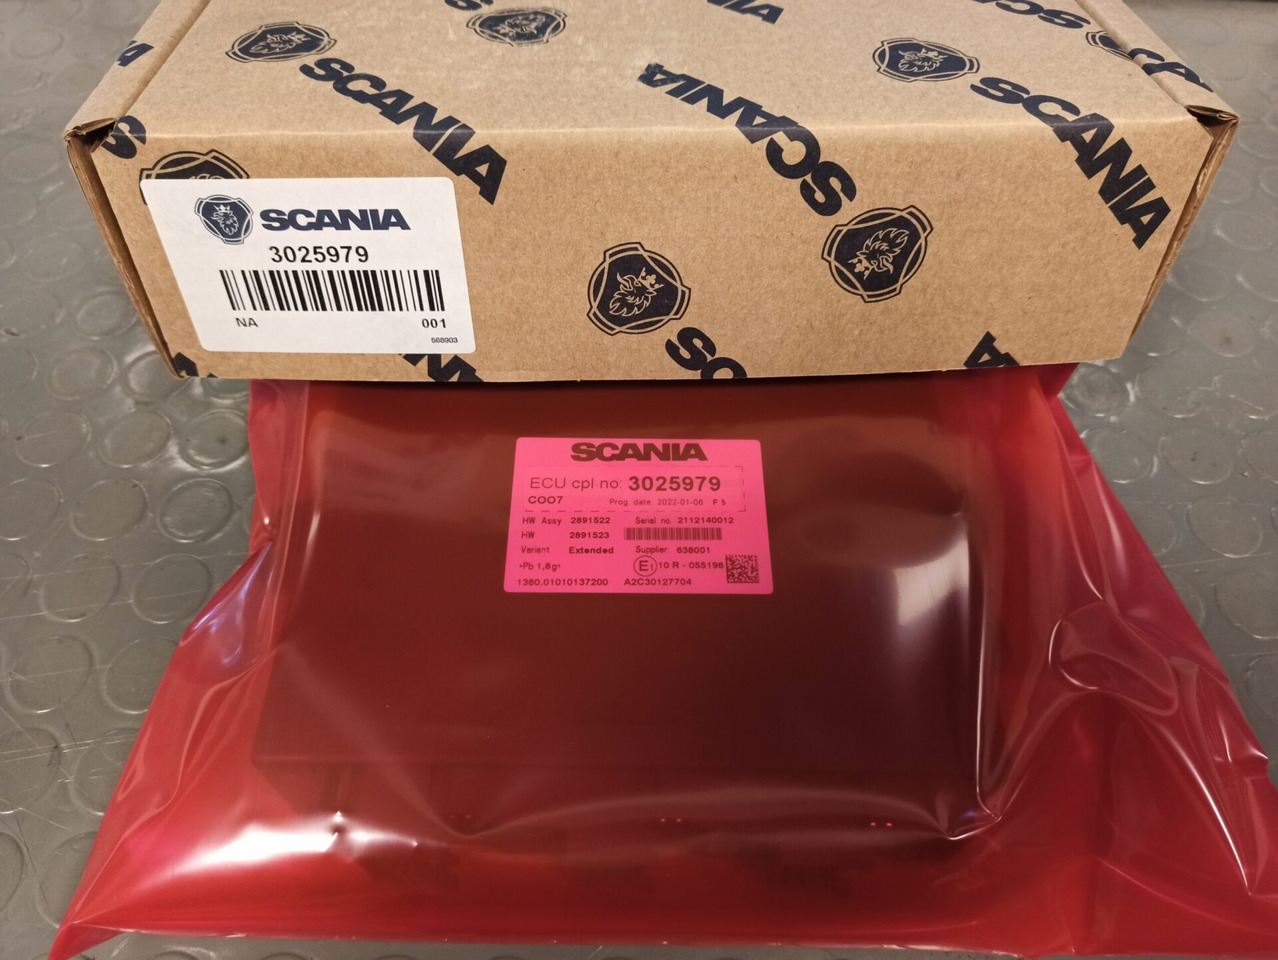 SCANIA
SCANIA
SCANIA
SCANIA
SCANIA
3025979
NA 001
568903
SCANIA
ECU cpl no: 3025979
COO7 Prog date 2022-01-06 F 5
HW Assy 2891522 Serial no 2112140012
HW 2891523
Variant Extended Supplier 638001
*Pb 1,8g* E1 10 R - 055196
1360.01010137200 A2C30127704